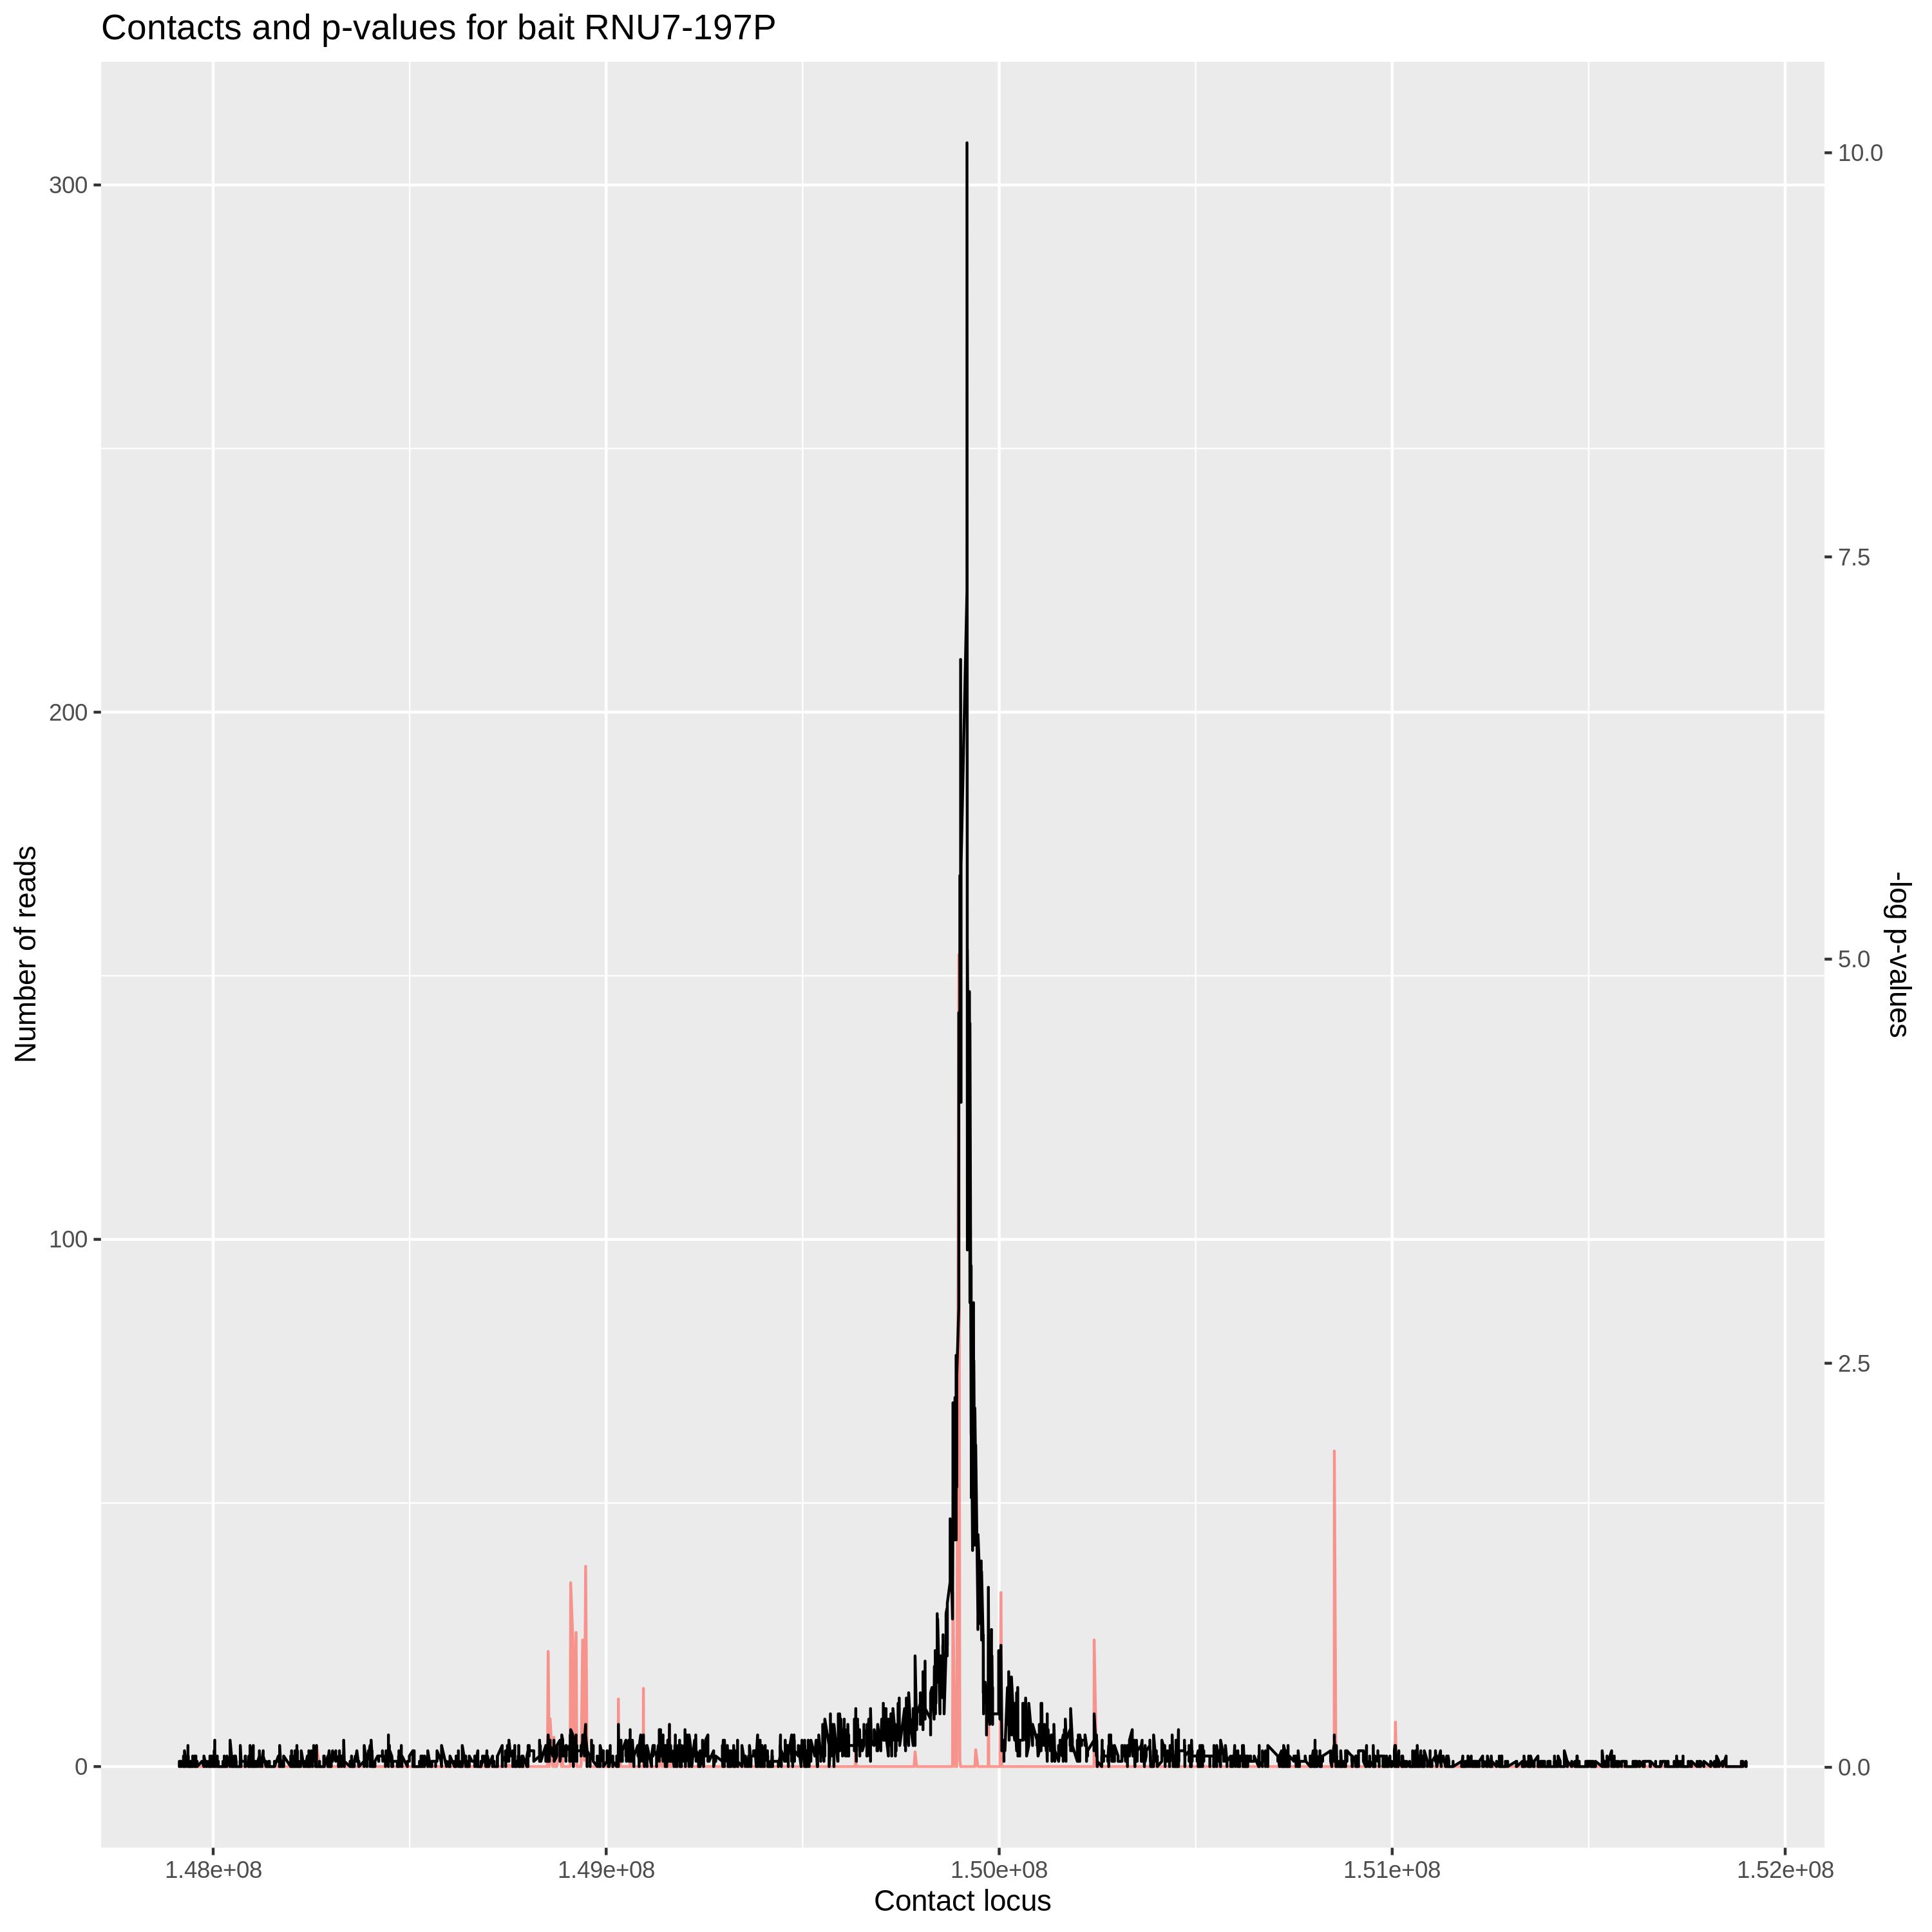 Contacts and p-values for bait RNU7-197P
300
200
100
0
Number of reads
10.0
7.5
5.0
2.5
0.0
-log p-values
1.48e+08 1.49e+08 1.50e+08 1.51e+08 1.52e+08
Contact locus